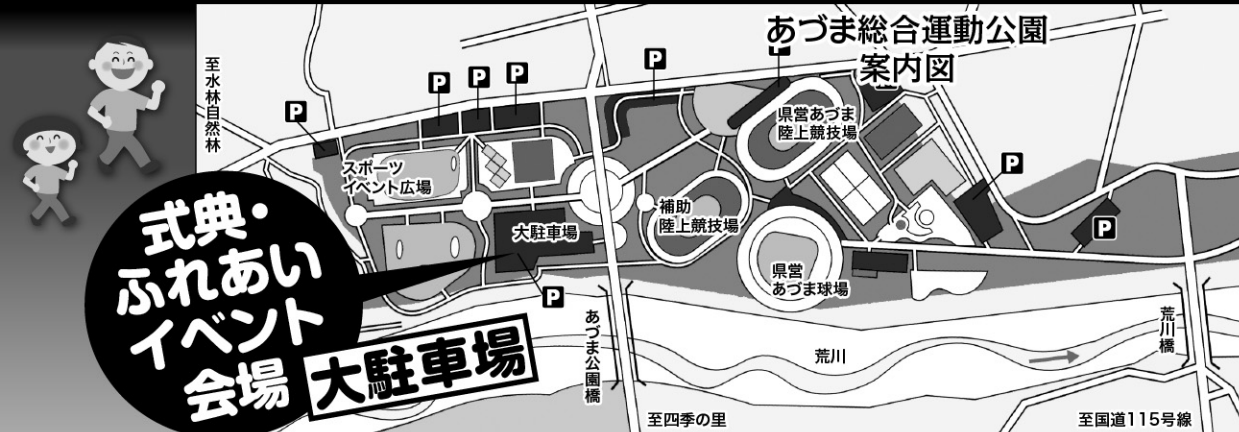 あづま総合運動公園
案内図
至水林自然林
P
P
P
P
P
P
P
P
P
P
県営あづま
陸上競技場
スポーツ
イベント広場
補助
陸上競技場
大駐車場
県営
あづま球場
式典・
ふれあい
イベント
会場
大駐車場
あづま公園橋
荒川
荒川橋
至四季の里
至国道115号線